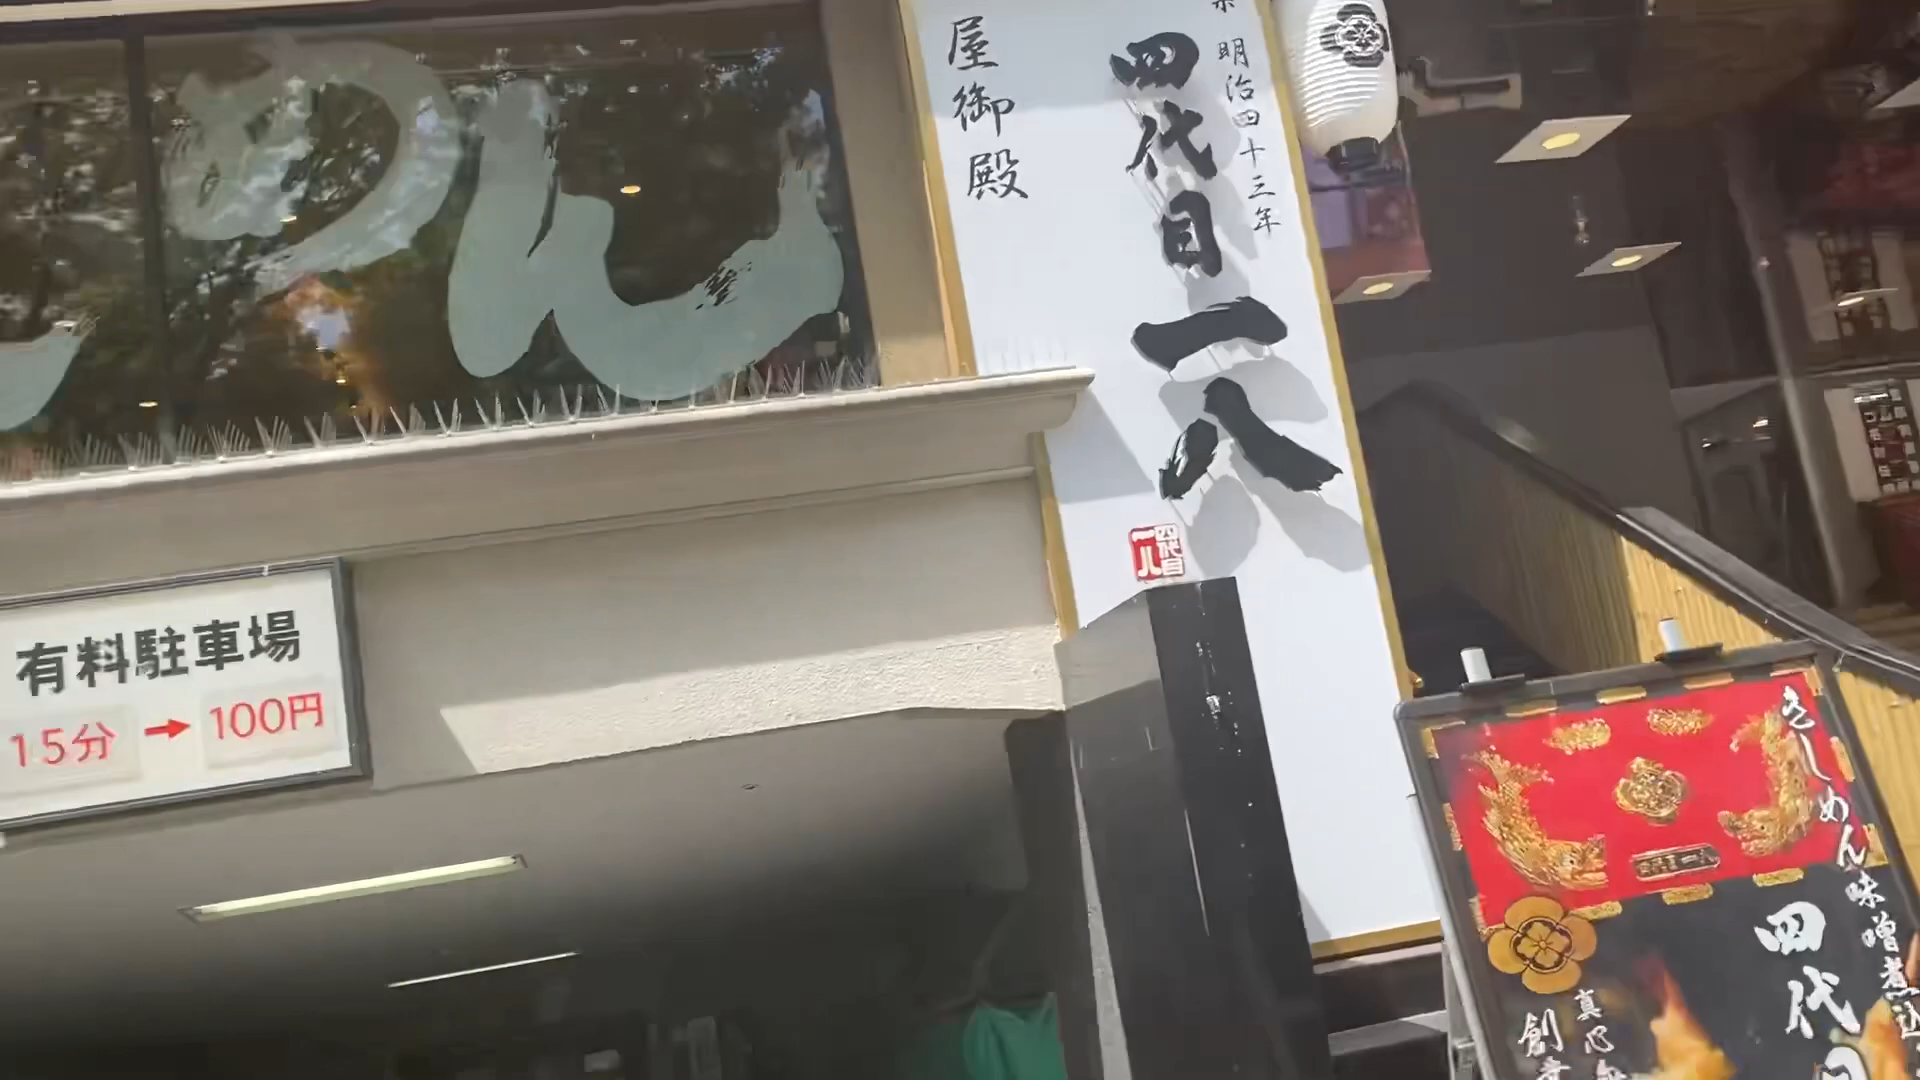 めん
屋御殿
四代目一八
明治四十三年
四代目
一八
有料駐車場
15分 → 100円
きしめん
味噌煮込
四代目
真心
創